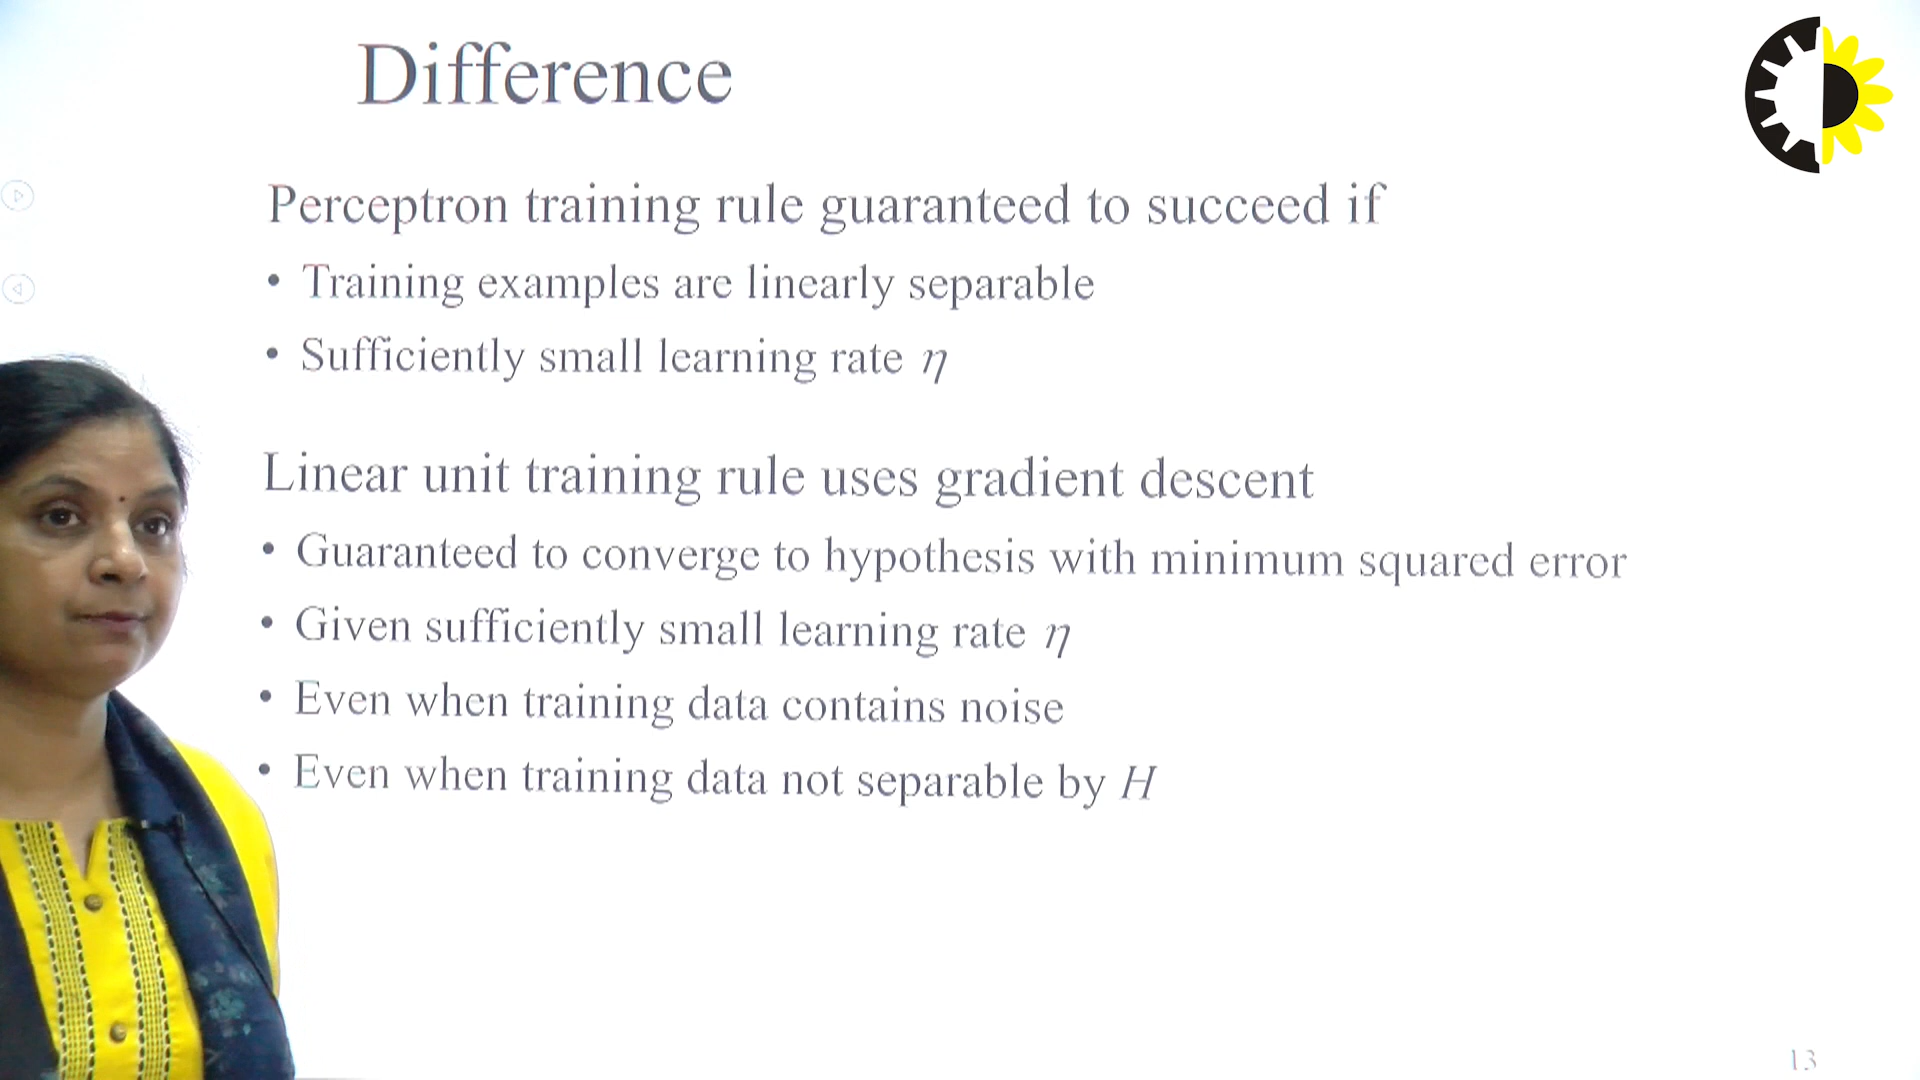 Difference
Perceptron training rule guaranteed to succeed if
• Training examples are linearly separable
• Sufficiently small learning rate η
Linear unit training rule uses gradient descent
• Guaranteed to converge to hypothesis with minimum squared error
• Given sufficiently small learning rate η
• Even when training data contains noise
• Even when training data not separable by H
13